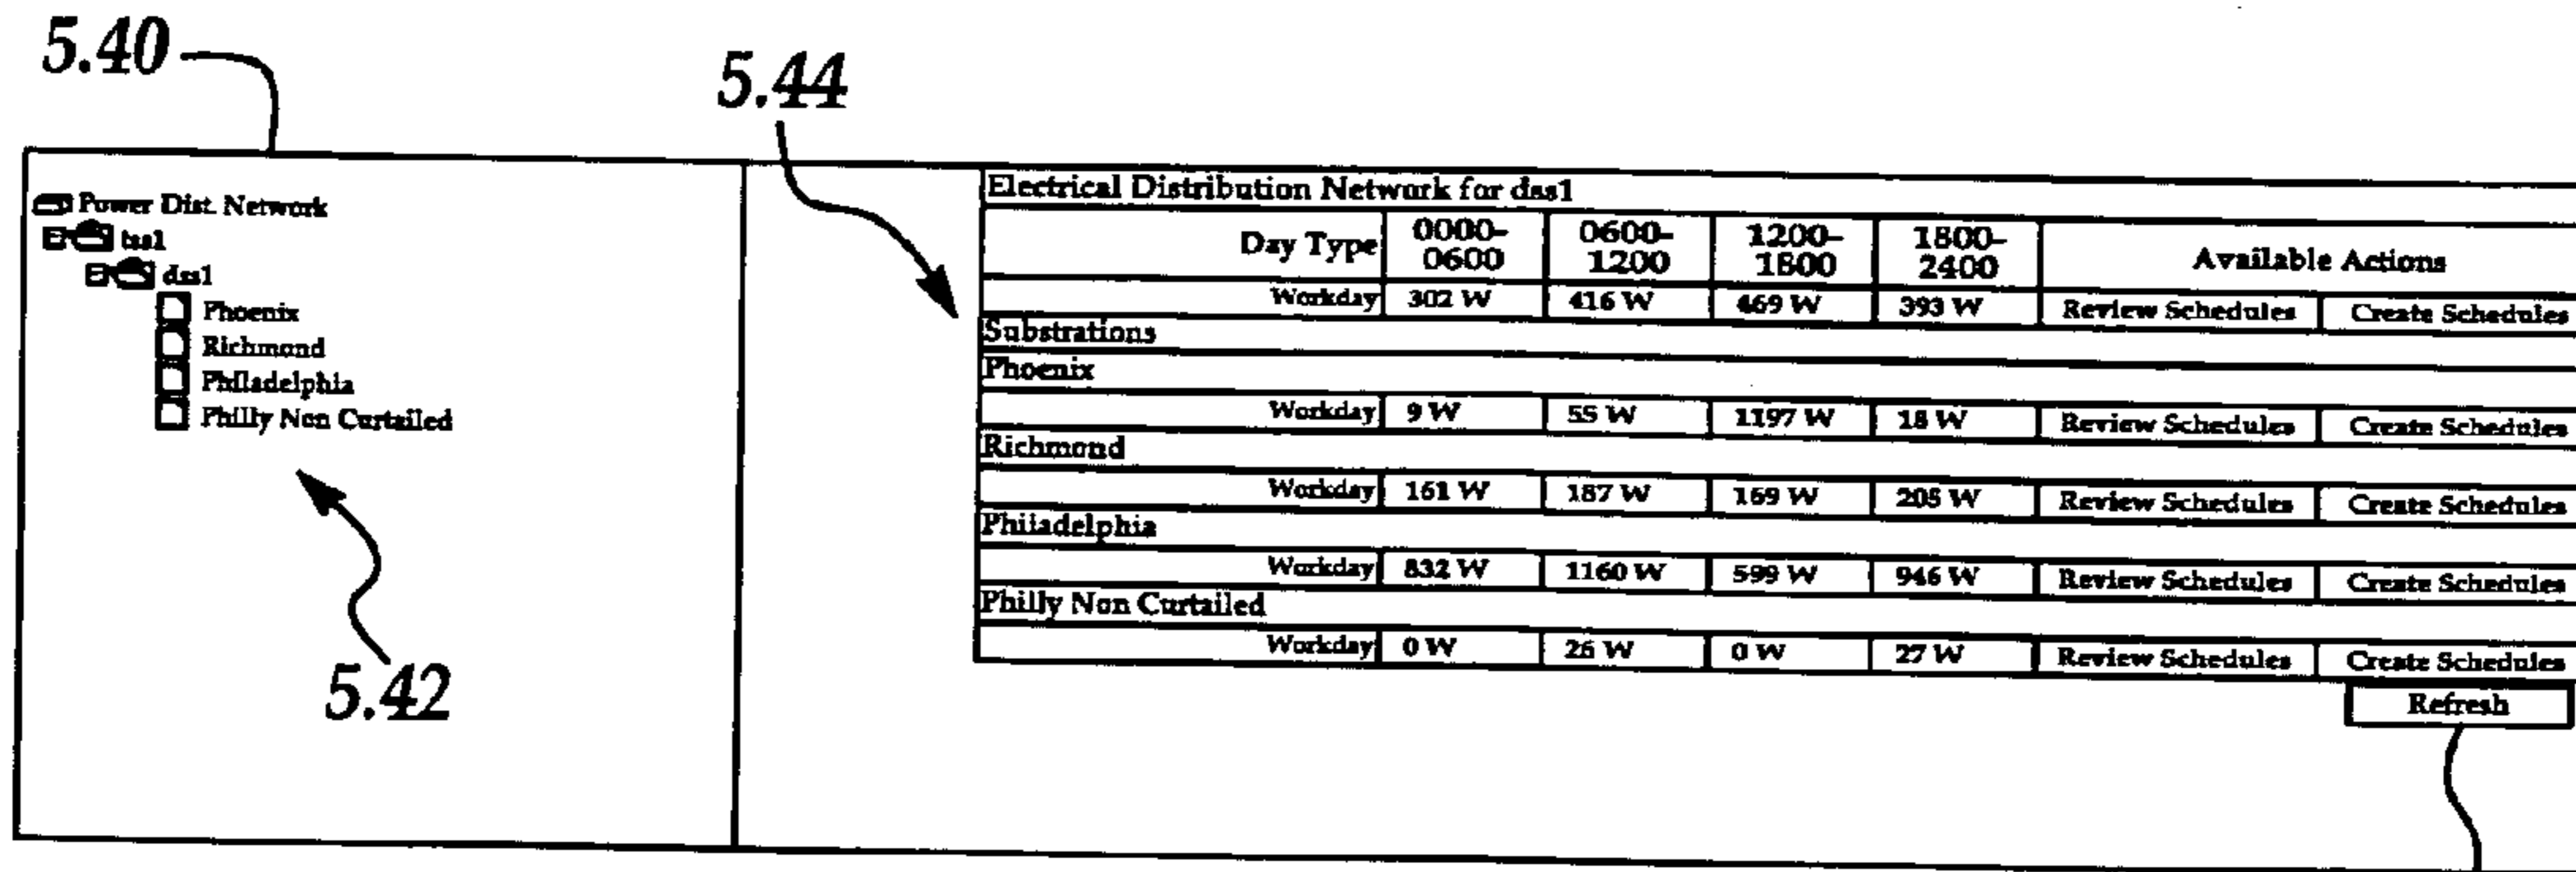 5.40
5.44
Power Dist. Network
tss1
dss1
Phoenix
Richmond
Philadelphia
Philly Non Curtailed
5.42
Electrical Distribution Network for dss1
Day Type 0000-0600 0600-1200 1200-1800 1800-2400 Available Actions
Workday 302 W 416 W 469 W 393 W Review Schedules Create Schedules
Substrations
Phoenix
Workday 9 W 55 W 1197 W 18 W Review Schedules Create Schedules
Richmond
Workday 161 W 187 W 169 W 205 W Review Schedules Create Schedules
Philadelphia
Workday 832 W 1160 W 599 W 946 W Review Schedules Create Schedules
Philly Non Curtailed
Workday 0 W 26 W 0 W 27 W Review Schedules Create Schedules
Refresh